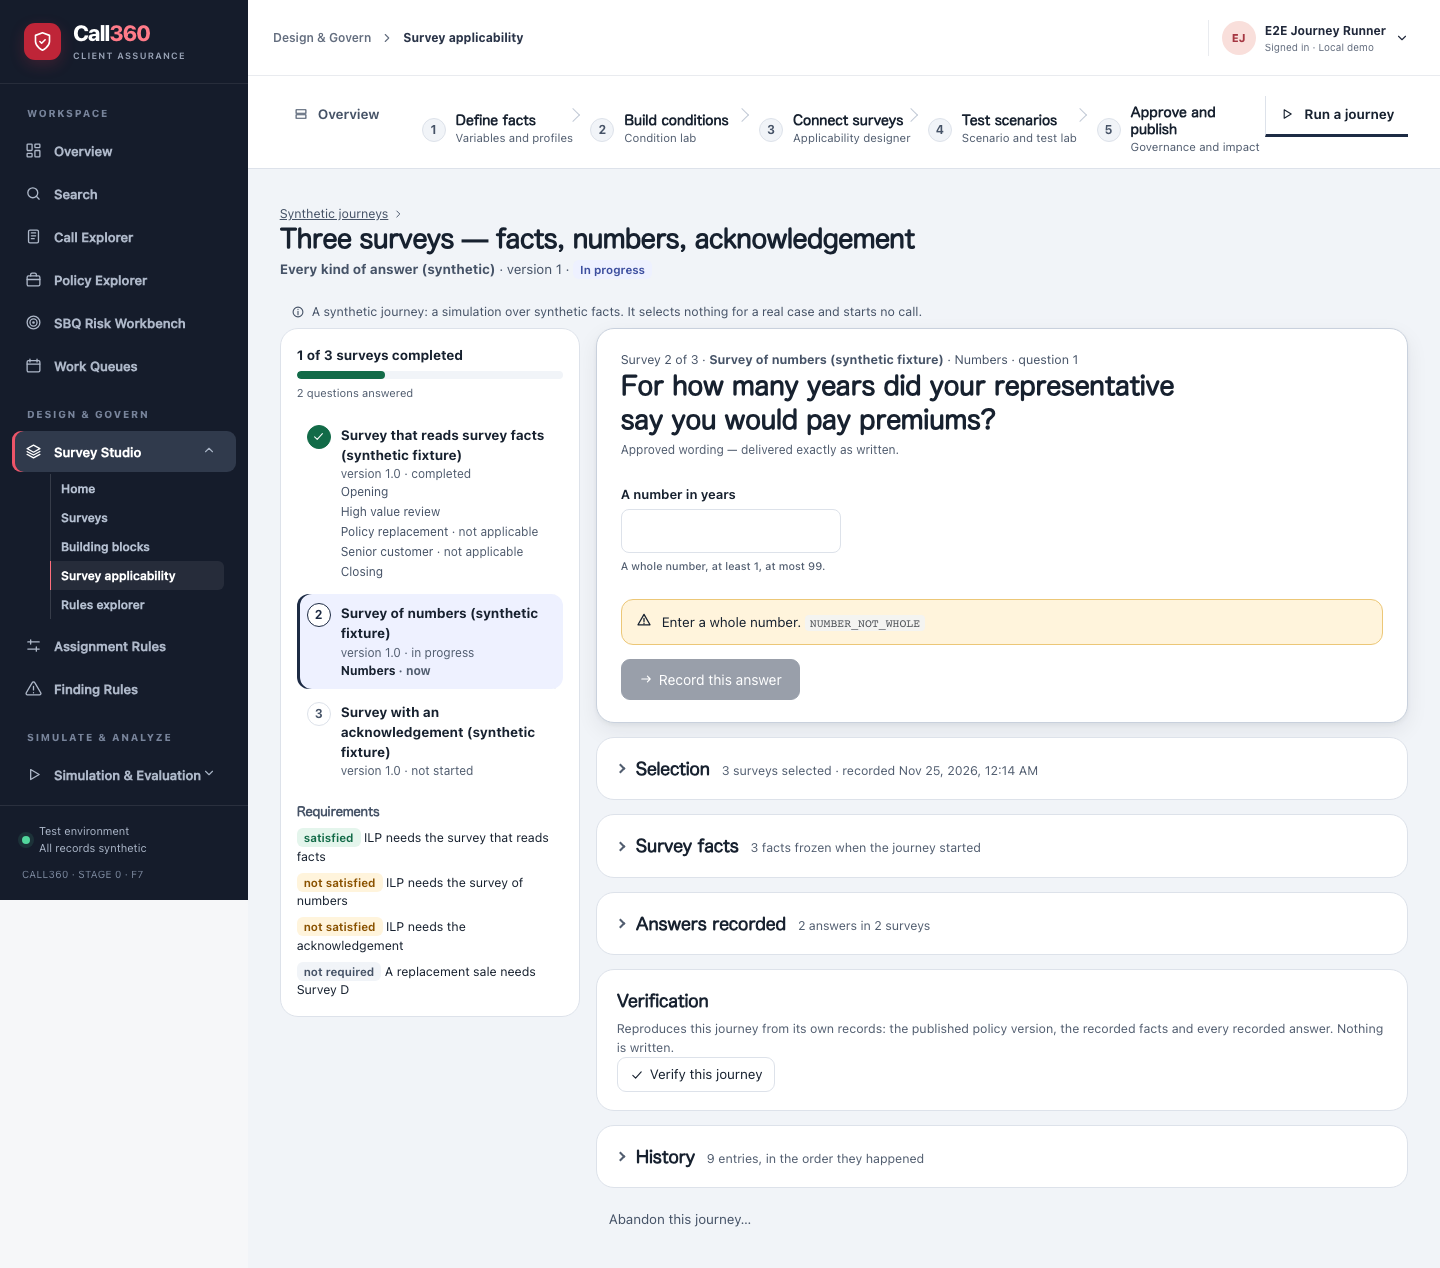 Call360
CLIENT ASSURANCE
WORKSPACE
Overview
Search
Call Explorer
Policy Explorer
SBQ Risk Workbench
Work Queues
DESIGN & GOVERN
Survey Studio
Home
Surveys
Building blocks
Survey applicability
Rules explorer
Assignment Rules
Finding Rules
SIMULATE & ANALYZE
Simulation & Evaluation
Test environment
All records synthetic
CALL360 · STAGE 0 · F7
Design & Govern
Survey applicability
EJ
E2E Journey Runner
Signed in · Local demo
Overview
1
Define facts
Variables and profiles
2
Build conditions
Condition lab
3
Connect surveys
Applicability designer
4
Test scenarios
Scenario and test lab
5
Approve and
publish
Governance and impact
Run a journey
Synthetic journeys
Three surveys — facts, numbers, acknowledgement
Every kind of answer (synthetic) · version 1 · In progress
A synthetic journey: a simulation over synthetic facts. It selects nothing for a real case and starts no call.
1 of 3 surveys completed
2 questions answered
Survey that reads survey facts
(synthetic fixture)
version 1.0 · completed
Opening
High value review
Policy replacement · not applicable
Senior customer · not applicable
Closing
2
Survey of numbers (synthetic
fixture)
version 1.0 · in progress
Numbers · now
3
Survey with an
acknowledgement (synthetic
fixture)
version 1.0 · not started
Requirements
satisfied ILP needs the survey that reads
facts
not satisfied ILP needs the survey of
numbers
not satisfied ILP needs the
acknowledgement
not required A replacement sale needs
Survey D
Survey 2 of 3 · Survey of numbers (synthetic fixture) · Numbers · question 1
For how many years did your representative
say you would pay premiums?
Approved wording — delivered exactly as written.
A number in years
A whole number, at least 1, at most 99.
Enter a whole number. NUMBER_NOT_WHOLE
Record this answer
Selection 3 surveys selected · recorded Nov 25, 2026, 12:14 AM
Survey facts 3 facts frozen when the journey started
Answers recorded 2 answers in 2 surveys
Verification
Reproduces this journey from its own records: the published policy version, the recorded facts and every recorded answer. Nothing
is written.
Verify this journey
History 9 entries, in the order they happened
Abandon this journey...